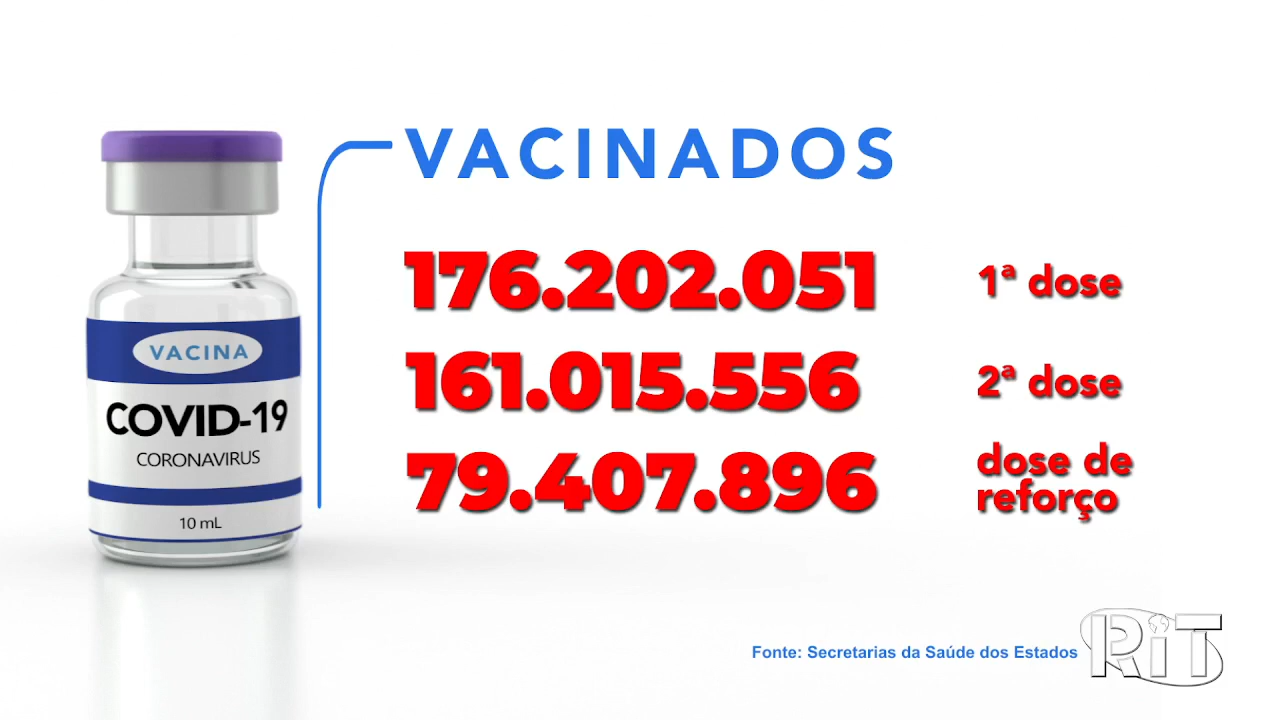 VACINADOS
176.202.051 1ª dose
161.015.556 2ª dose
79.407.896 dose de
reforço
VACINA
COVID-19
CORONAVIRUS
10 mL
Fonte: Secretarias da Saúde dos Estados
RiT